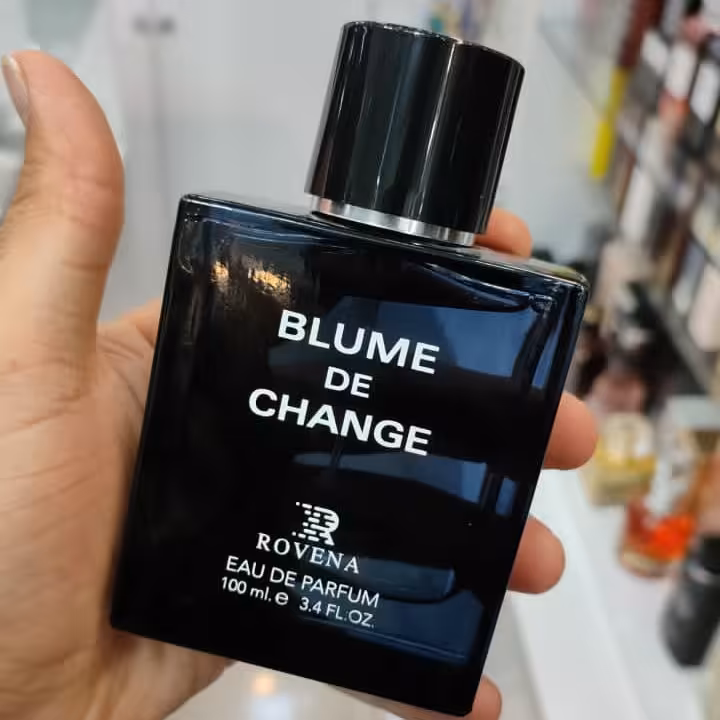 BLUME
DE
CHANGE
ROVENA
EAU DE PARFUM
100 ml. e 3.4 FL.OZ.